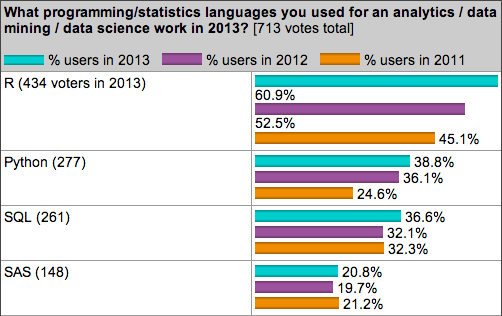 What programming/statistics languages you used for an analytics / data
mining / data science work in 2013? [713 votes total]
% users in 2013 % users in 2012 % users in 2011
R (434 voters in 2013)
60.9%
52.5%
45.1%
Python (277)
38.8%
36.1%
24.6%
SQL (261)
36.6%
32.1%
32.3%
SAS (148)
20.8%
19.7%
21.2%